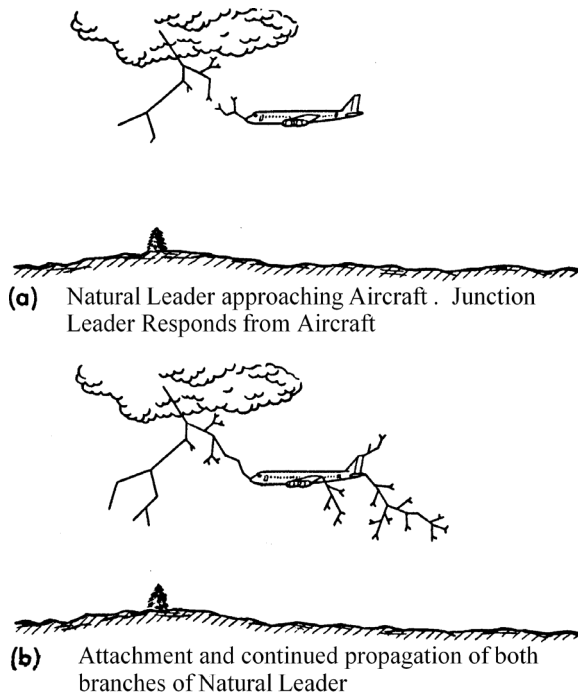 (a) Natural Leader approaching Aircraft . Junction
Leader Responds from Aircraft
(b) Attachment and continued propagation of both
branches of Natural Leader